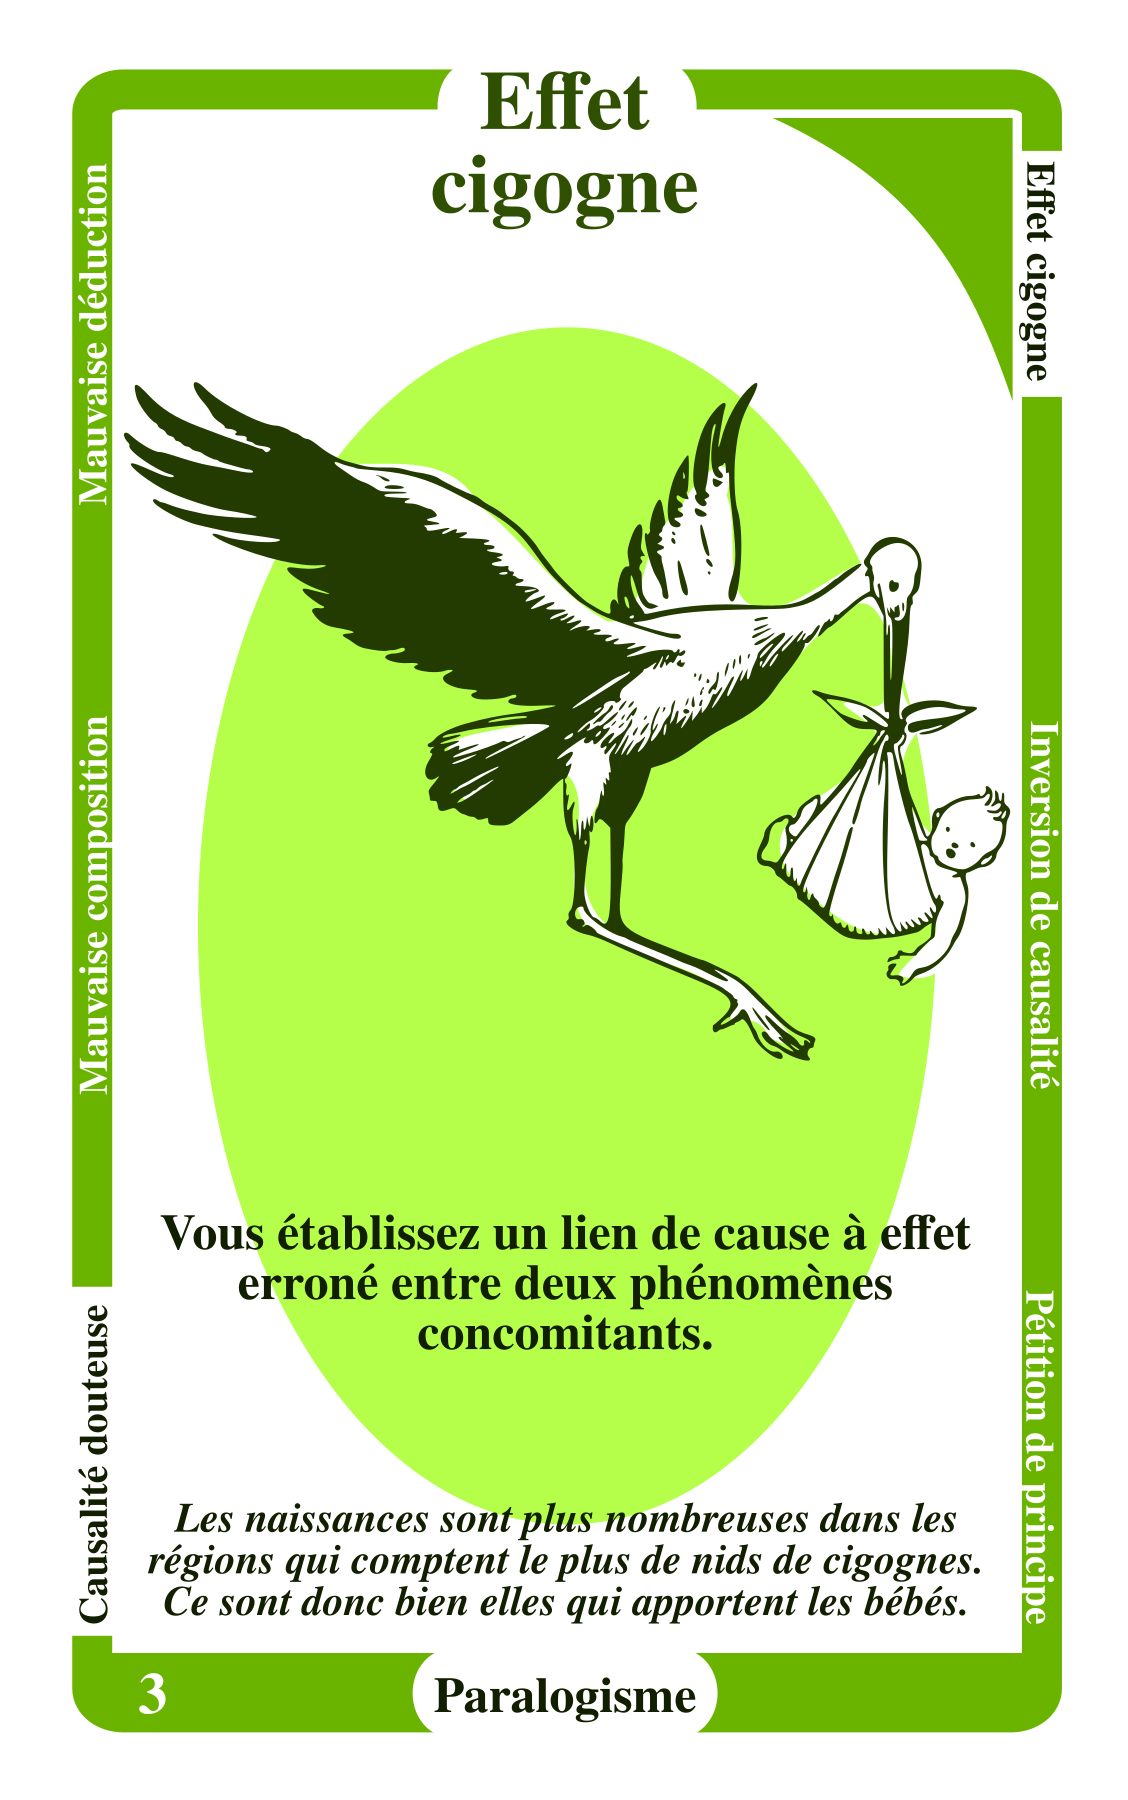 Effet
cigogne
Mauvaise déduction
Mauvaise composition
Causalité douteuse
Effet cigogne
Inversion de causalité
Pétition de principe
Vous établissez un lien de cause à effet
erroné entre deux phénomènes
concomitants.
Les naissances sont plus nombreuses dans les
régions qui comptent le plus de nids de cigognes.
Ce sont donc bien elles qui apportent les bébés.
3
Paralogisme